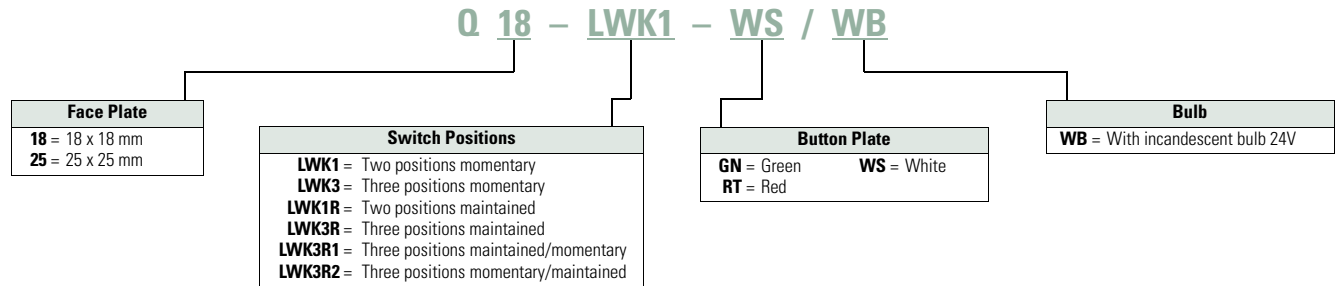 Q 18 – LWK1 – WS / WB
Face Plate
18 = 18 x 18 mm
25 = 25 x 25 mm
Switch Positions
LWK1 = Two positions momentary
LWK3 = Three positions momentary
LWK1R = Two positions maintained
LWK3R = Three positions maintained
LWK3R1 = Three positions maintained/momentary
LWK3R2 = Three positions momentary/maintained
Button Plate
GN = Green WS = White
RT = Red
Bulb
WB = With incandescent bulb 24V